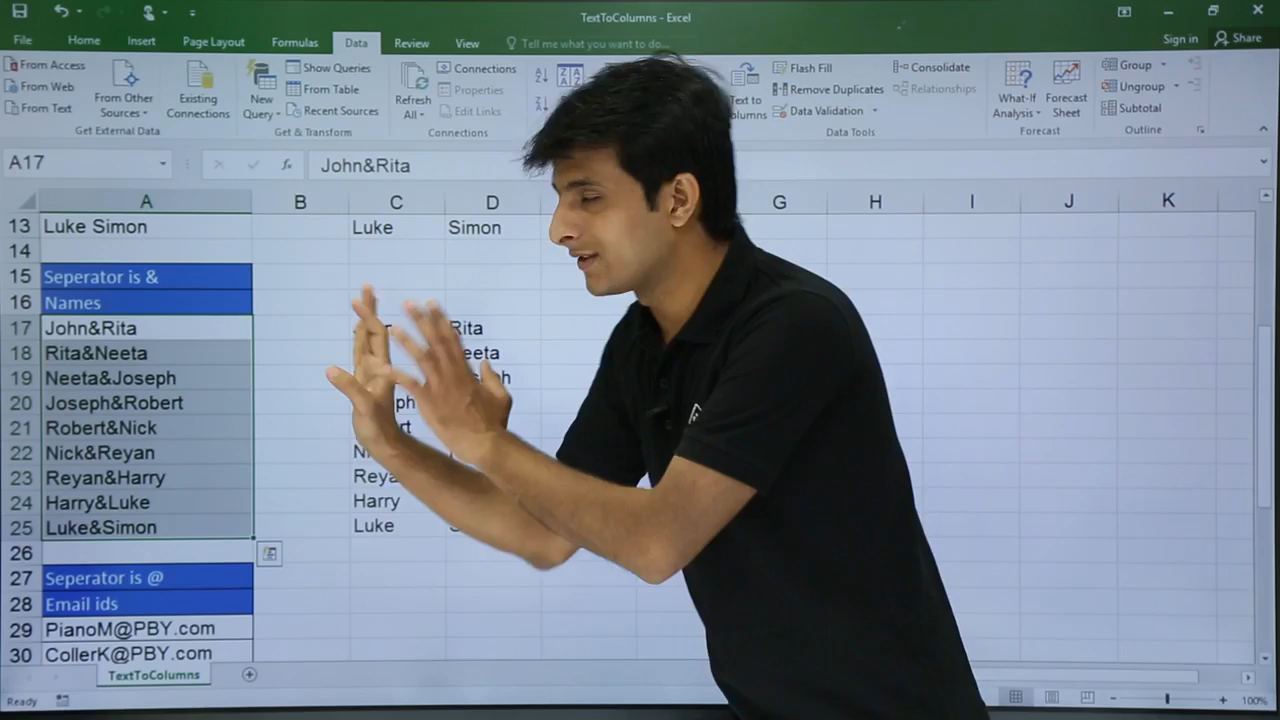 TextToColumns - Excel
File Home Insert Page Layout Formulas Data Review View Tell me what you want to do... Sign in Share
From Access
From Web
From Text
From Other Sources
Existing Connections
Get External Data
New Query
Show Queries
From Table
Recent Sources
Get & Transform
Refresh All
Connections
Properties
Edit Links
Connections
Text to Columns
Flash Fill
Remove Duplicates
Data Validation
Consolidate
Relationships
Data Tools
What-If Analysis
Forecast Sheet
Forecast
Group
Ungroup
Subtotal
Outline
A17 fx John&Rita
A B C D G H I J K
13 Luke Simon Luke Simon
14
15 Seperator is &
16 Names
17 John&Rita Rita
18 Rita&Neeta
19 Neeta&Joseph
20 Joseph&Robert
21 Robert&Nick
22 Nick&Reyan
23 Reyan&Harry
24 Harry&Luke Harry
25 Luke&Simon Luke
26
27 Seperator is @
28 Email ids
29 PianoM@PBY.com
30 CollerK@PBY.com
TextToColumns
Ready 100%